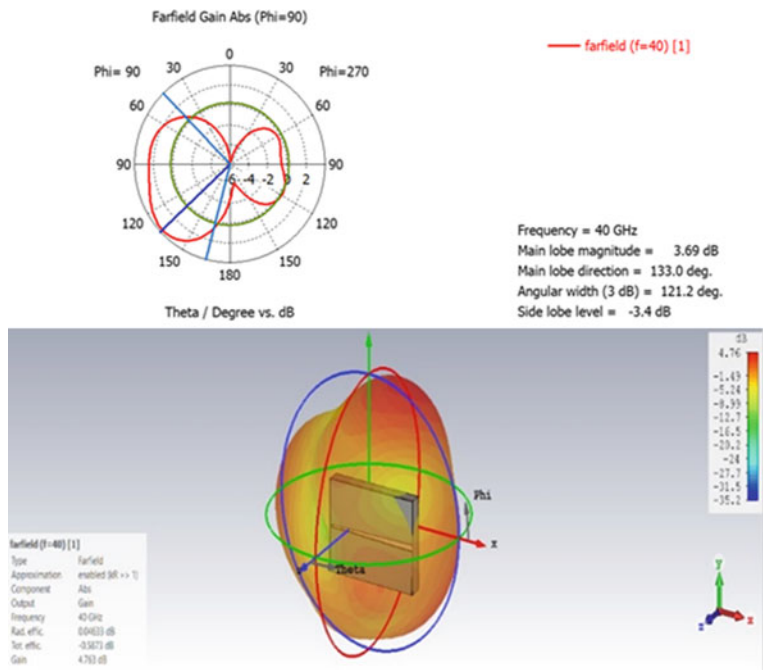 Farfield Gain Abs (Phi=90)
farfield (f=40) [1]
0
Phi= 90 30 30 Phi=270
60 60
90 -6 -4 -2 0 2 90
120 120
150 150
180
Theta / Degree vs. dB
Frequency = 40 GHz
Main lobe magnitude = 3.69 dB
Main lobe direction = 133.0 deg.
Angular width (3 dB) = 121.2 deg.
Side lobe level = -3.4 dB
dB
4.76
-1.49
-5.24
-8.99
-12.7
-16.5
-20.2
-24
-27.7
-31.5
-35.2
Phi
x
Theta
y
z x
farfield (f=40) [1]
Type Farfield
Approximation enabled (kR >> 1)
Component Abs
Output Gain
Frequency 40 GHz
Rad. effic. 0.04633 dB
Tot. effic. -0.5873 dB
Gain 4.763 dB